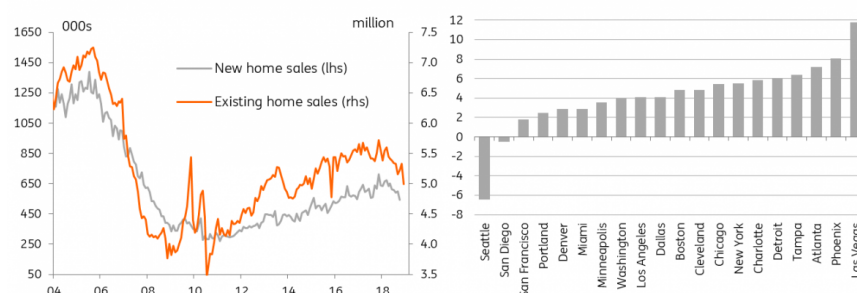 000s
million
1650
1450
1250
1050
850
650
450
250
50
7.5
7.0
6.5
6.0
5.5
5.0
4.5
4.0
3.5
New home sales (lhs)
Existing home sales (rhs)
04 06 08 10 12 14 16 18
12
10
8
6
4
2
0
-2
-4
-6
-8
Seattle
San Diego
San Francisco
Portland
Denver
Miami
Minneapolis
Washington
Los Angeles
Dallas
Boston
Cleveland
Chicago
New York
Charlotte
Detroit
Tampa
Atlanta
Phoenix
Las Vegas